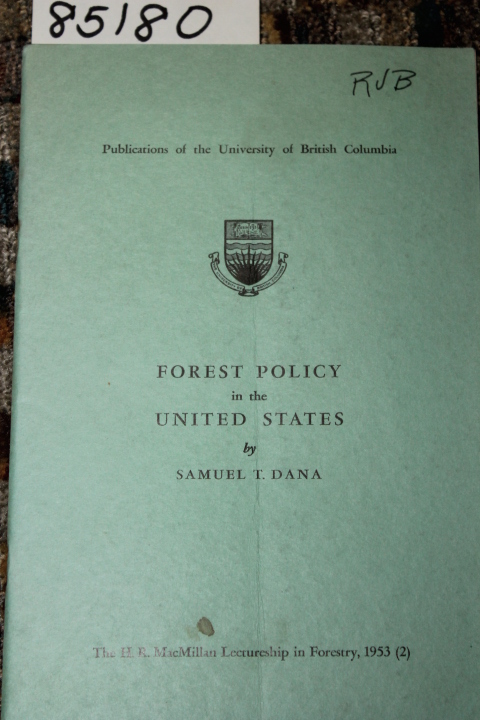 85180
RJB
Publications of the University of British Columbia
FOREST POLICY
in the
UNITED STATES
by
SAMUEL T. DANA
The H. R. MacMillan Lectureship in Forestry, 1953 (2)